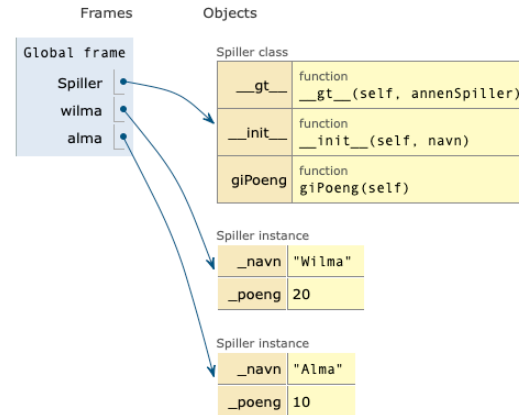 Frames Objects
Global frame
Spiller
wilma
alma
Spiller class
__gt__ function
__gt__(self, annenSpiller)
__init__ function
__init__(self, navn)
giPoeng function
giPoeng(self)
Spiller instance
_navn "Wilma"
_poeng 20
Spiller instance
_navn "Alma"
_poeng 10